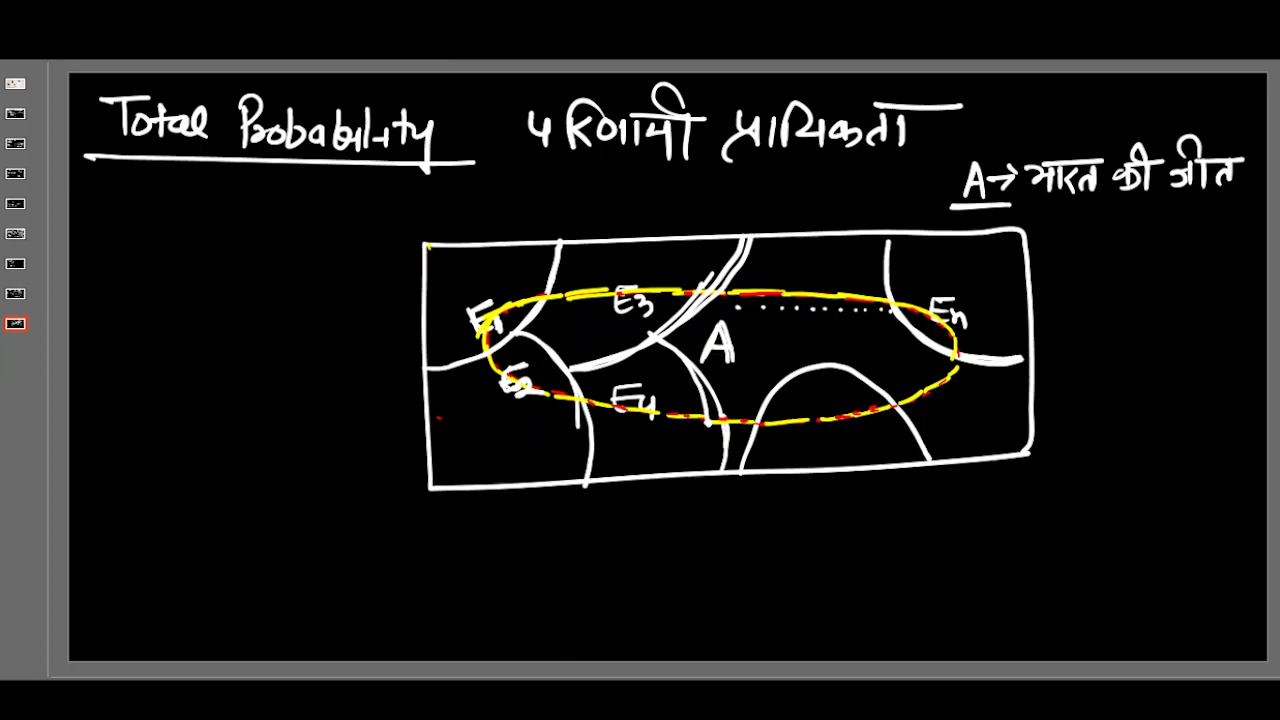 Total Probability परिणामी प्रायिकता
A→ भारत की जीत
E1 E3 En
A
E2 E4